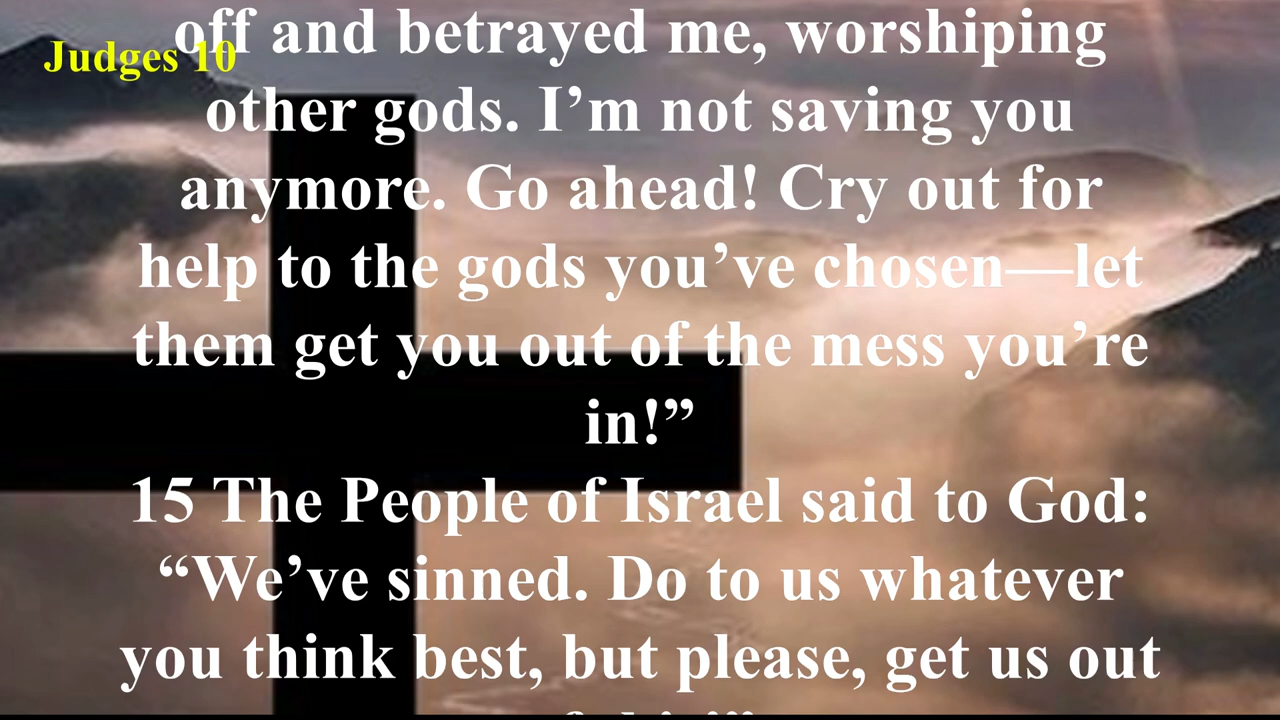 off and betrayed me, worshiping
Judges 10
other gods. I’m not saving you
anymore. Go ahead! Cry out for
help to the gods you’ve chosen—let
them get you out of the mess you’re
in!”
15 The People of Israel said to God:
“We’ve sinned. Do to us whatever
you think best, but please, get us out